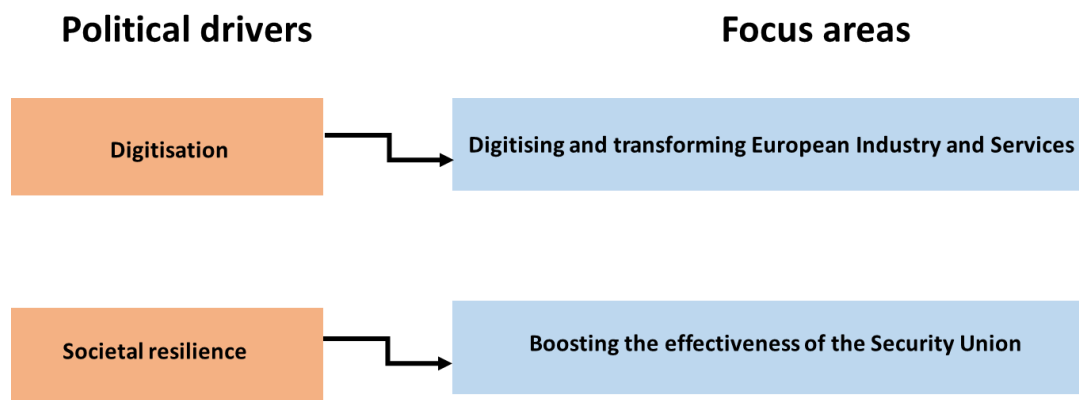 Political drivers
Focus areas
Digitisation
Digitising and transforming European Industry and Services
Societal resilience
Boosting the effectiveness of the Security Union